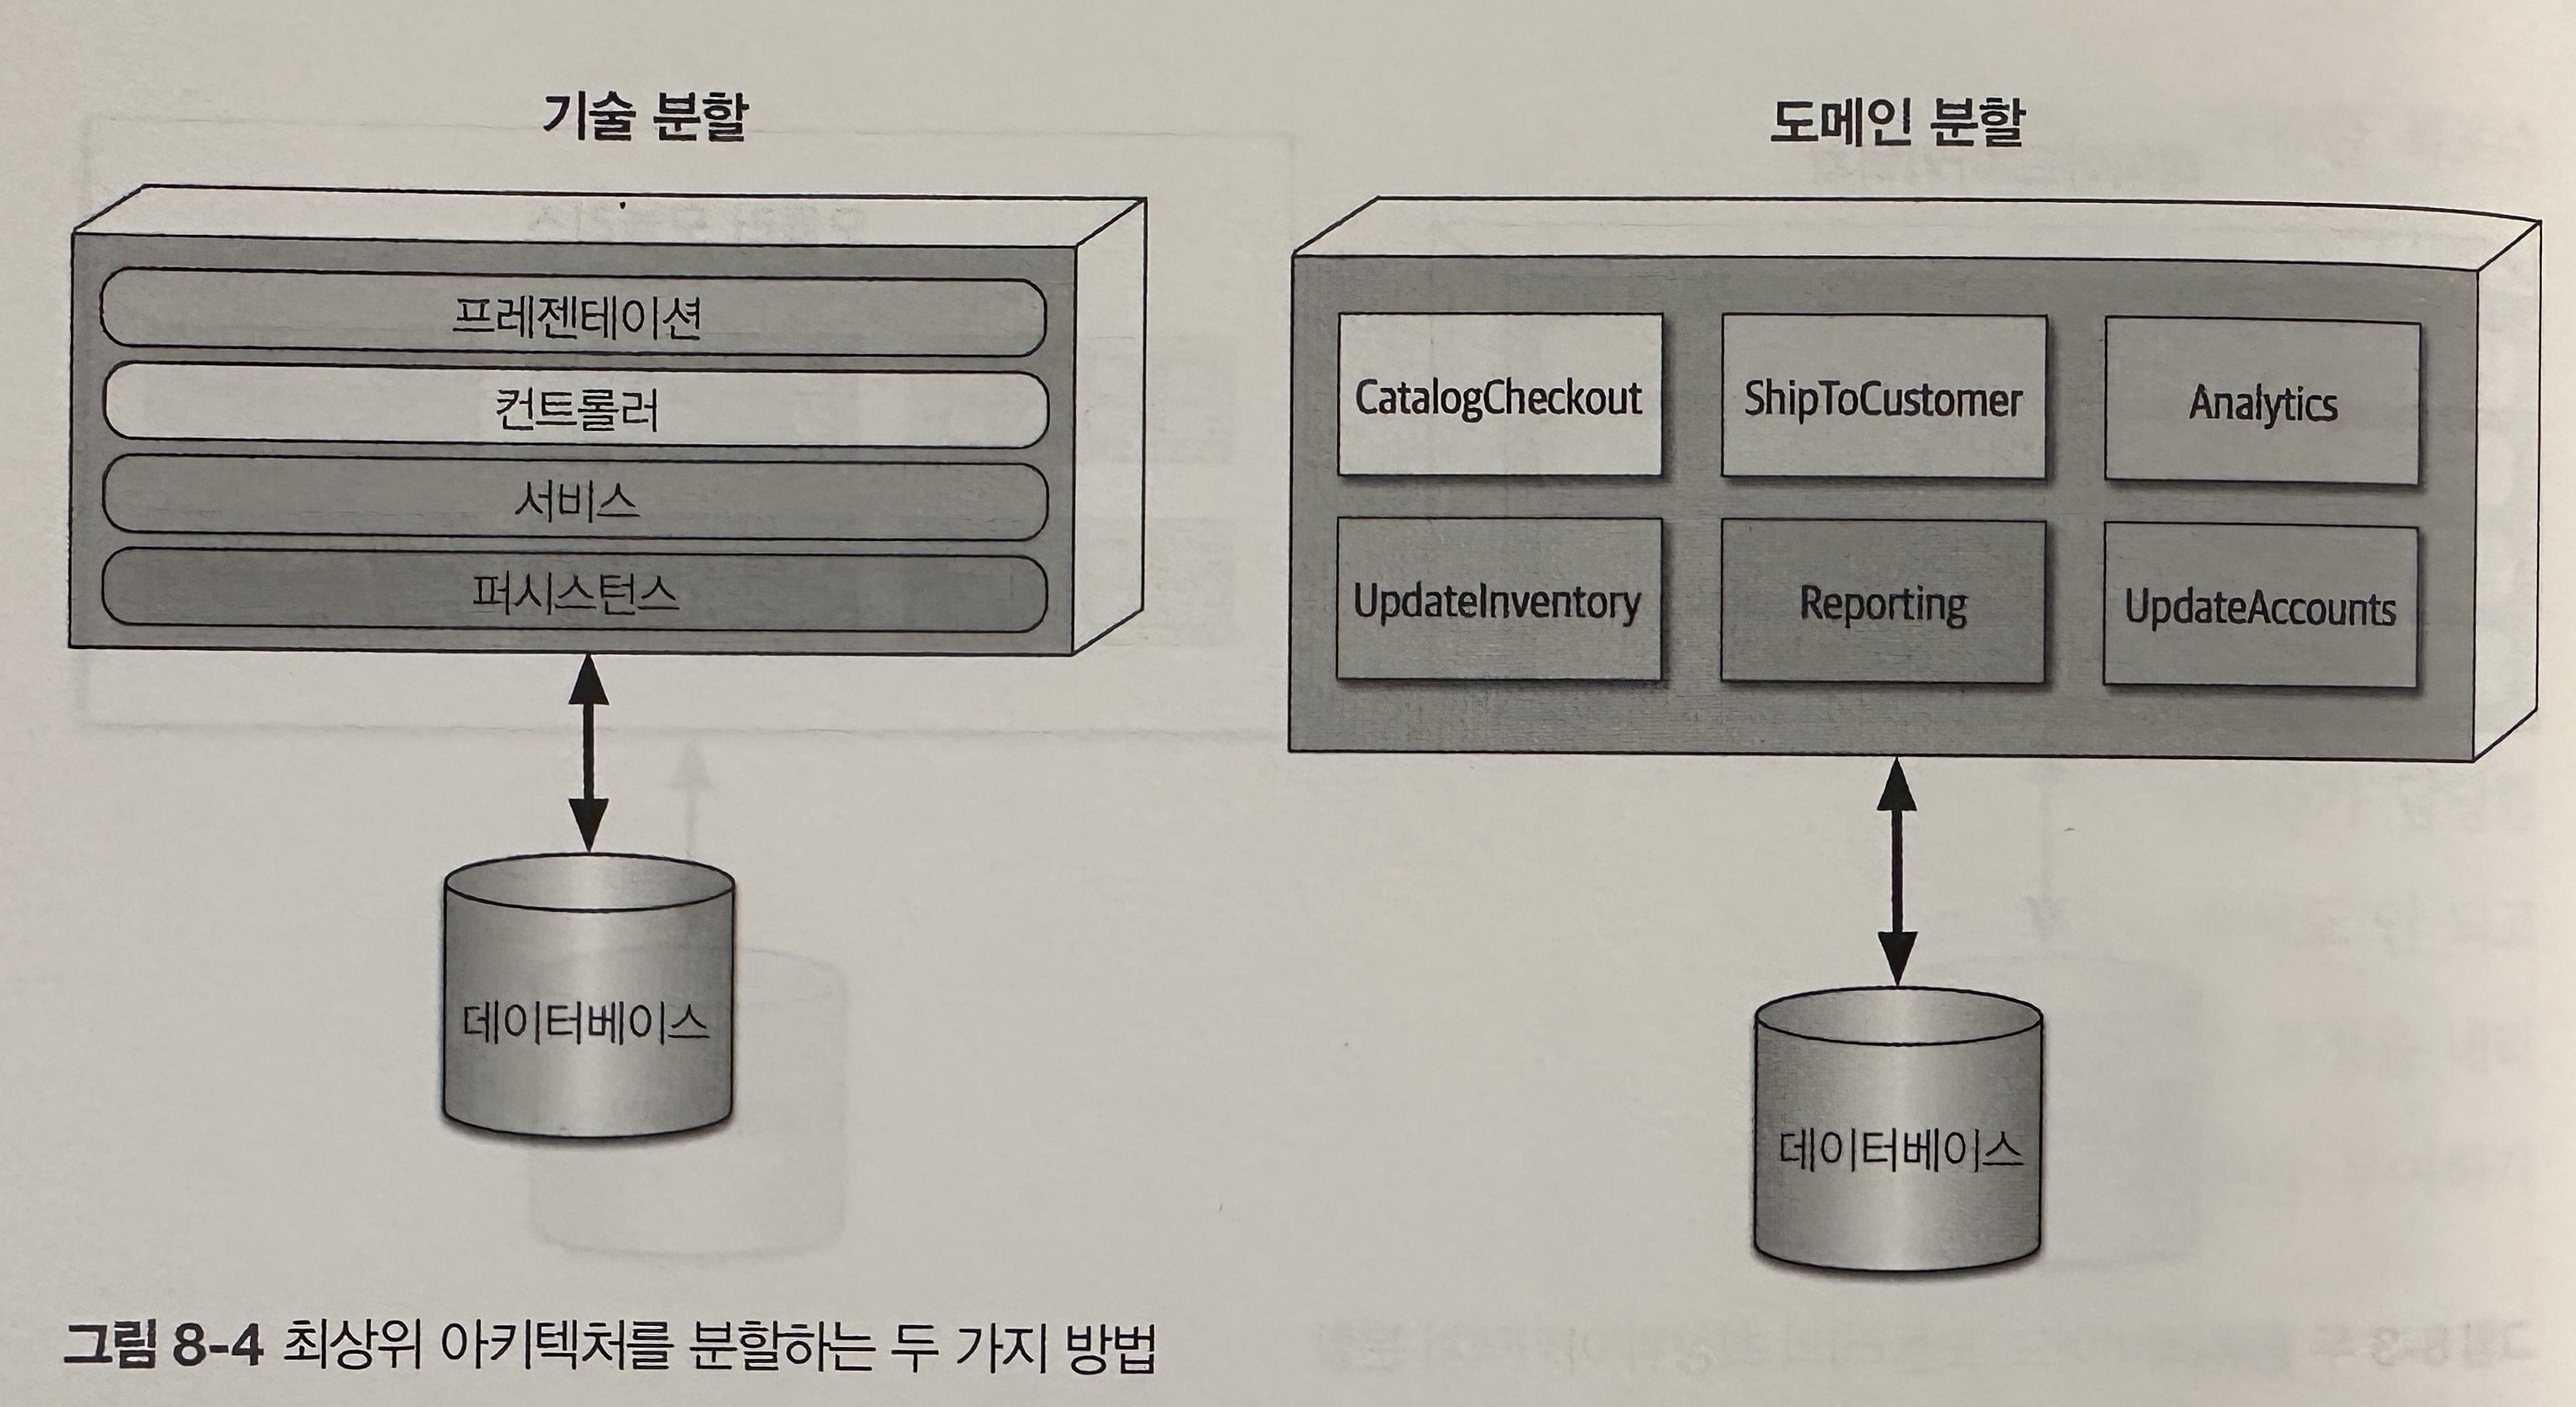 기술 분할
프레젠테이션
컨트롤러
서비스
퍼시스턴스
데이터베이스
도메인 분할
CatalogCheckout
ShipToCustomer
Analytics
UpdateInventory
Reporting
UpdateAccounts
데이터베이스
그림 8-4 최상위 아키텍처를 분할하는 두 가지 방법